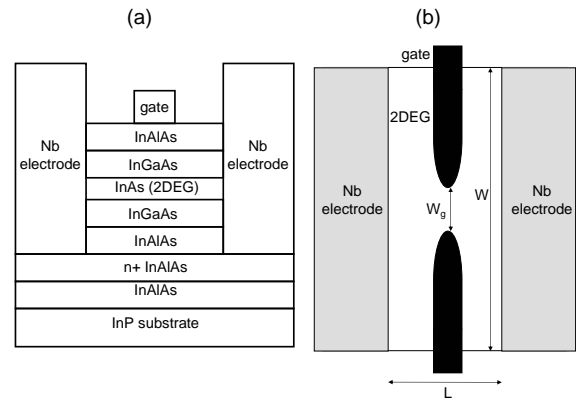 (a)
gate
InAlAs
InGaAs
InAs (2DEG)
InGaAs
InAlAs
n+ InAlAs
InAlAs
InP substrate
Nb
electrode
Nb
electrode
(b)
gate
2DEG
Nb
electrode
Wg
W
Nb
electrode
L